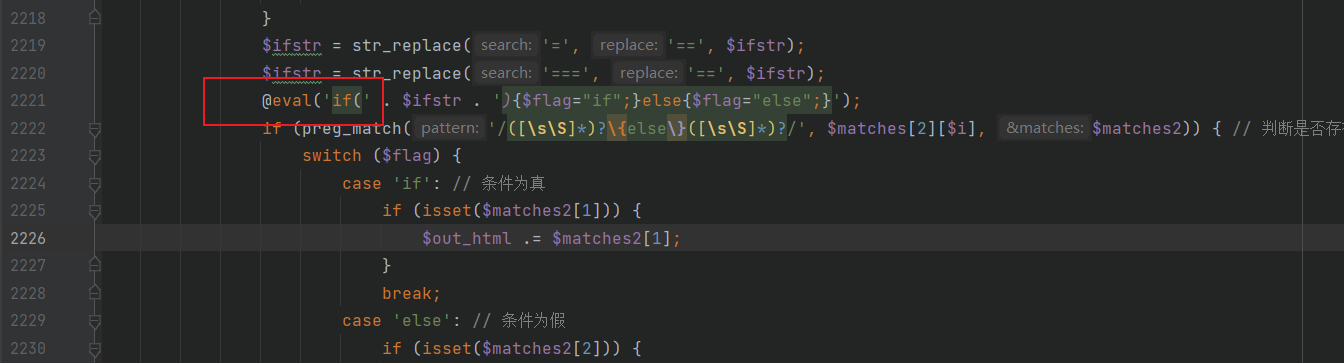 2218 }
2219 $ifstr = str_replace( search: '=', replace: '==', $ifstr);
2220 $ifstr = str_replace( search: '===', replace: '==', $ifstr);
2221 @eval('if(' . $ifstr . '){$flag="if";}else{$flag="else";}');
2222 if (preg_match( pattern: '/([\s\S]*)?\{else\}([\s\S]*)?/', $matches[2][$i], &matches: $matches2)) { // 判断是否存
2223 switch ($flag) {
2224 case 'if': // 条件为真
2225 if (isset($matches2[1])) {
2226 $out_html .= $matches2[1];
2227 }
2228 break;
2229 case 'else': // 条件为假
2230 if (isset($matches2[2])) {